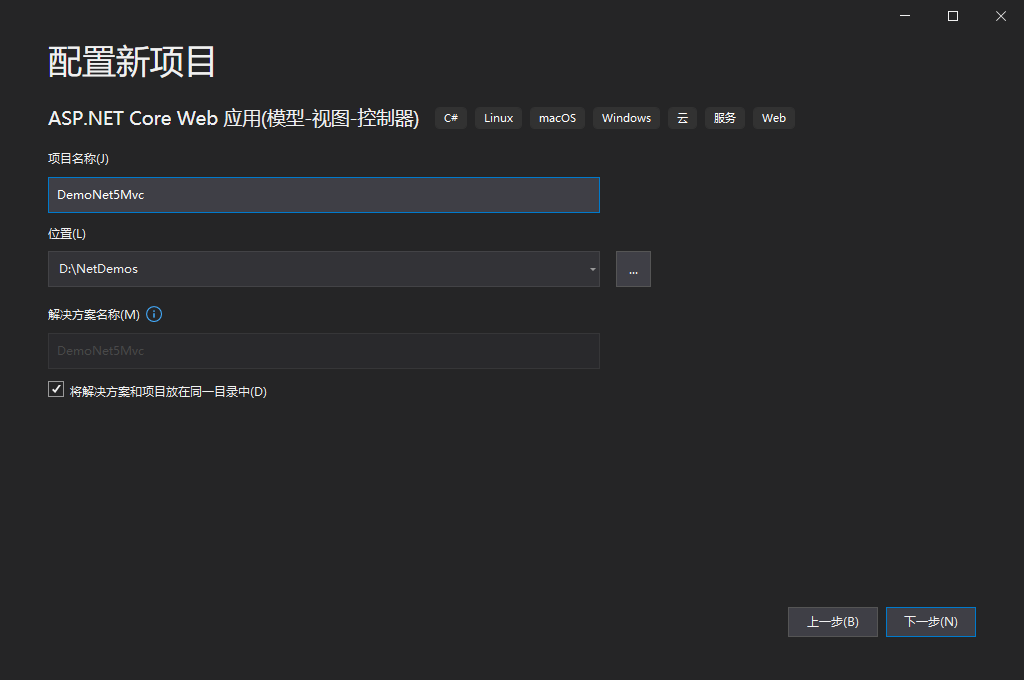 配置新项目
ASP.NET Core Web 应用(模型-视图-控制器) C# Linux macOS Windows 云 服务 Web
项目名称(J)
DemoNet5Mvc
位置(L)
D:\NetDemos
...
解决方案名称(M)
DemoNet5Mvc
将解决方案和项目放在同一目录中(D)
上一步(B) 下一步(N)